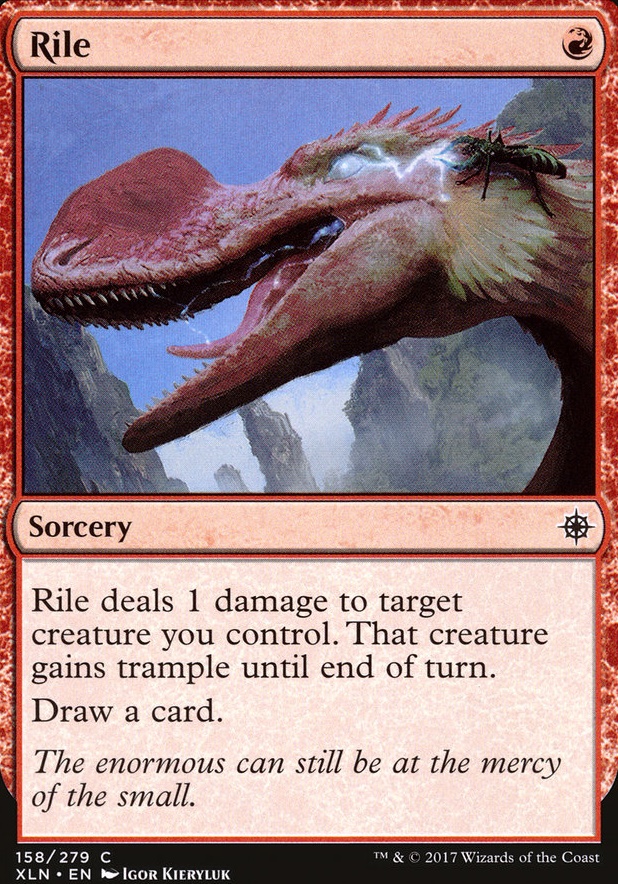 Rile
Sorcery
Rile deals 1 damage to target
creature you control. That creature
gains trample until end of turn.
Draw a card.
The enormous can still be at the mercy
of the small.
158/279 C
XLN • EN Igor Kieryluk
™ & © 2017 Wizards of the Coast